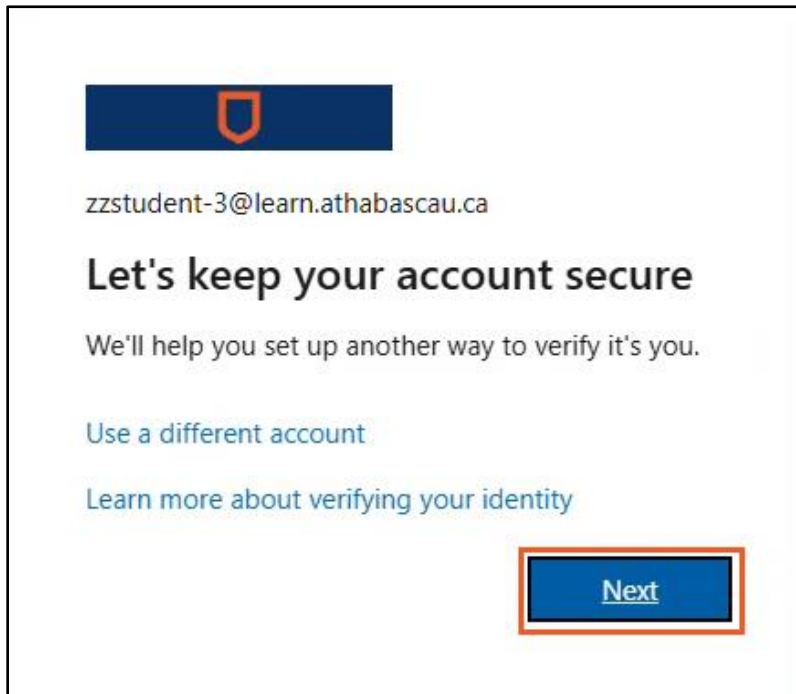 zzstudent-3@learn.athabascau.ca
Let's keep your account secure
We'll help you set up another way to verify it's you.
Use a different account
Learn more about verifying your identity
Next